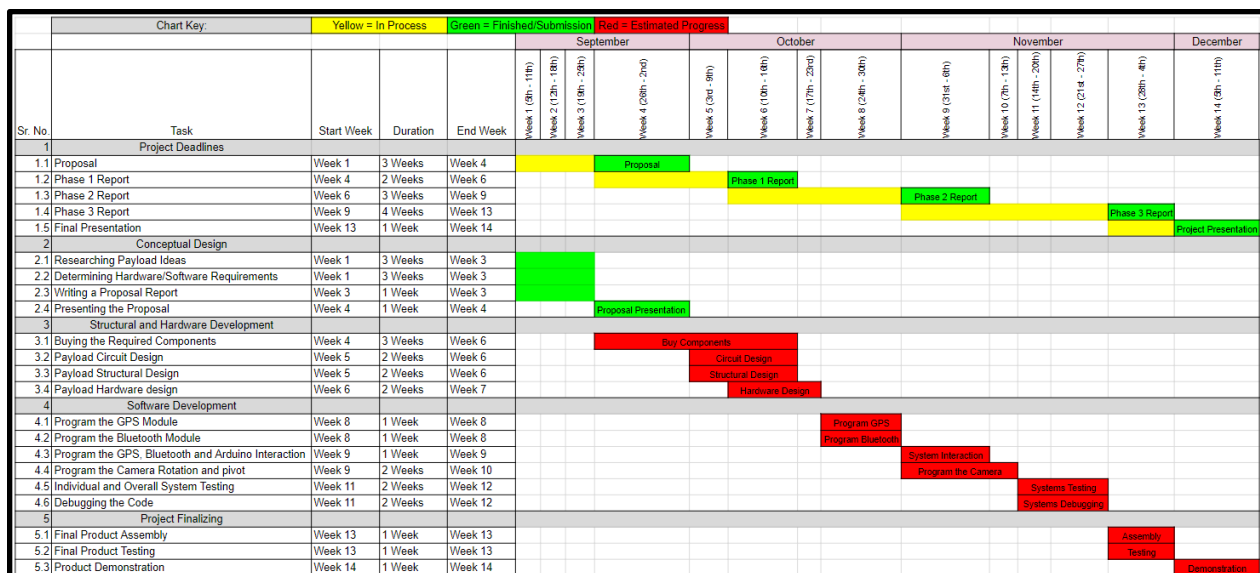 Chart Key: Yellow = In Process Green = Finished/Submission Red = Estimated Progress
September October November December
Sr. No. Task Start Week Duration End Week Week 1 (5th - 11th) Week 2 (12th - 18th) Week 3 (19th - 25th) Week 4 (26th - 2nd) Week 5 (3rd - 9th) Week 6 (10th - 16th) Week 7 (17th - 23rd) Week 8 (24th - 30th) Week 9 (31st - 6th) Week 10 (7th - 13th) Week 11 (14th - 20th) Week 12 (21st - 27th) Week 13 (28th - 4th) Week 14 (5th - 11th)
1 Project Deadlines
1.1 Proposal Week 1 3 Weeks Week 4 Proposal
1.2 Phase 1 Report Week 4 2 Weeks Week 6 Phase 1 Report
1.3 Phase 2 Report Week 6 3 Weeks Week 9 Phase 2 Report
1.4 Phase 3 Report Week 9 4 Weeks Week 13 Phase 3 Report
1.5 Final Presentation Week 13 1 Week Week 14 Project Presentation
2 Conceptual Design
2.1 Researching Payload Ideas Week 1 3 Weeks Week 3
2.2 Determining Hardware/Software Requirements Week 1 3 Weeks Week 3
2.3 Writing a Proposal Report Week 3 1 Week Week 3
2.4 Presenting the Proposal Week 4 1 Week Week 4 Proposal Presentation
3 Structural and Hardware Development
3.1 Buying the Required Components Week 4 3 Weeks Week 6 Buy Components
3.2 Payload Circuit Design Week 5 2 Weeks Week 6 Circuit Design
3.3 Payload Structural Design Week 5 2 Weeks Week 6 Structural Design
3.4 Payload Hardware design Week 6 2 Weeks Week 7 Hardware Design
4 Software Development
4.1 Program the GPS Module Week 8 1 Week Week 8 Program GPS
4.2 Program the Bluetooth Module Week 8 1 Week Week 8 Program Bluetooth
4.3 Program the GPS, Bluetooth and Arduino Interaction Week 9 1 Week Week 9 System Interaction
4.4 Program the Camera Rotation and pivot Week 9 2 Weeks Week 10 Program the Camera
4.5 Individual and Overall System Testing Week 11 2 Weeks Week 12 Systems Testing
4.6 Debugging the Code Week 11 2 Weeks Week 12 Systems Debugging
5 Project Finalizing
5.1 Final Product Assembly Week 13 1 Week Week 13 Assembly
5.2 Final Product Testing Week 13 1 Week Week 13 Testing
5.3 Product Demonstration Week 14 1 Week Week 14 Demonstration